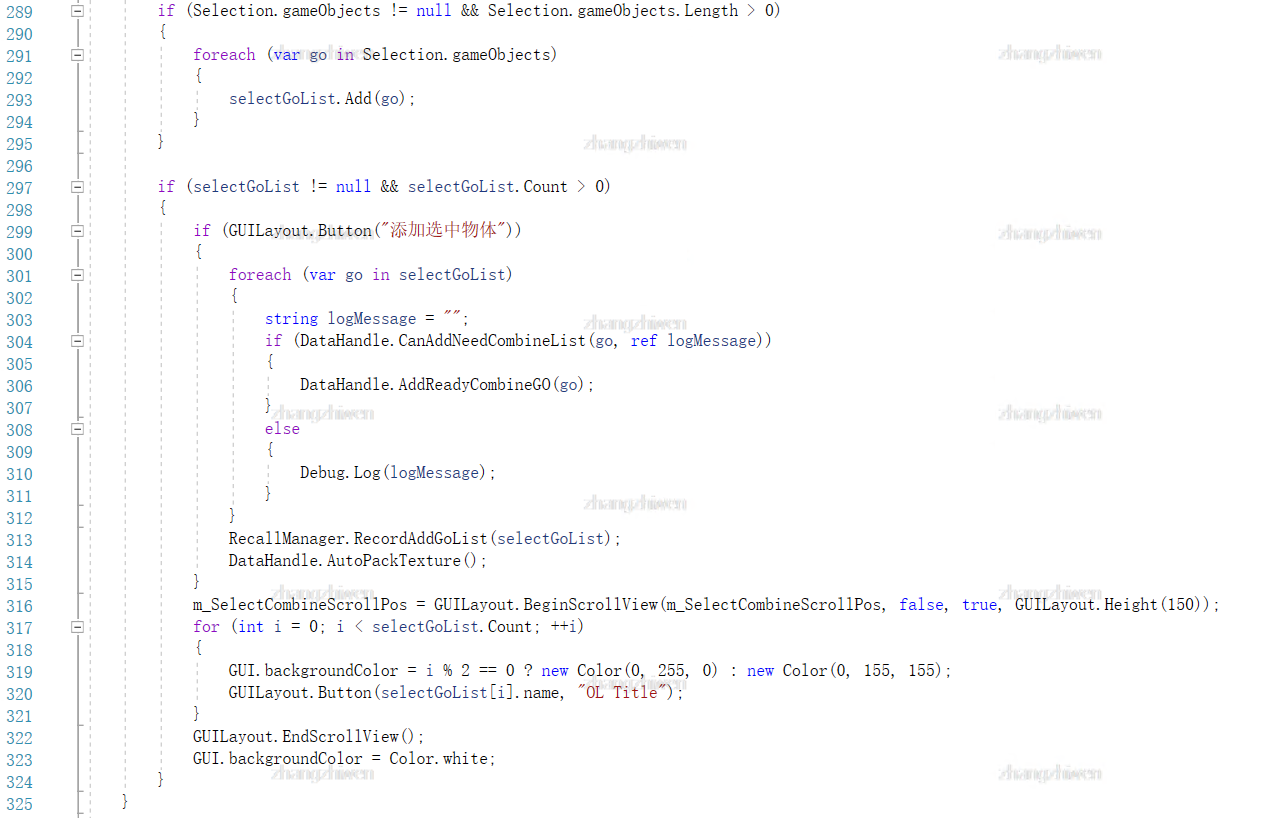 289 if (Selection.gameObjects != null && Selection.gameObjects.Length > 0)
290 {
291 foreach (var go in Selection.gameObjects)
292 {
293 selectGoList.Add(go);
294 }
295 }
296
297 if (selectGoList != null && selectGoList.Count > 0)
298 {
299 if (GUILayout.Button("添加选中物体"))
300 {
301 foreach (var go in selectGoList)
302 {
303 string logMessage = "";
304 if (DataHandle.CanAddNeedCombineList(go, ref logMessage))
305 {
306 DataHandle.AddReadyCombineGO(go);
307 }
308 else
309 {
310 Debug.Log(logMessage);
311 }
312 }
313 RecallManager.RecordAddGoList(selectGoList);
314 DataHandle.AutoPackTexture();
315 }
316 m_SelectCombineScrollPos = GUILayout.BeginScrollView(m_SelectCombineScrollPos, false, true, GUILayout.Height(150));
317 for (int i = 0; i < selectGoList.Count; ++i)
318 {
319 GUI.backgroundColor = i % 2 == 0 ? new Color(0, 255, 0) : new Color(0, 155, 155);
320 GUILayout.Button(selectGoList[i].name, "OL Title");
321 }
322 GUILayout.EndScrollView();
323 GUI.backgroundColor = Color.white;
324 }
325 }